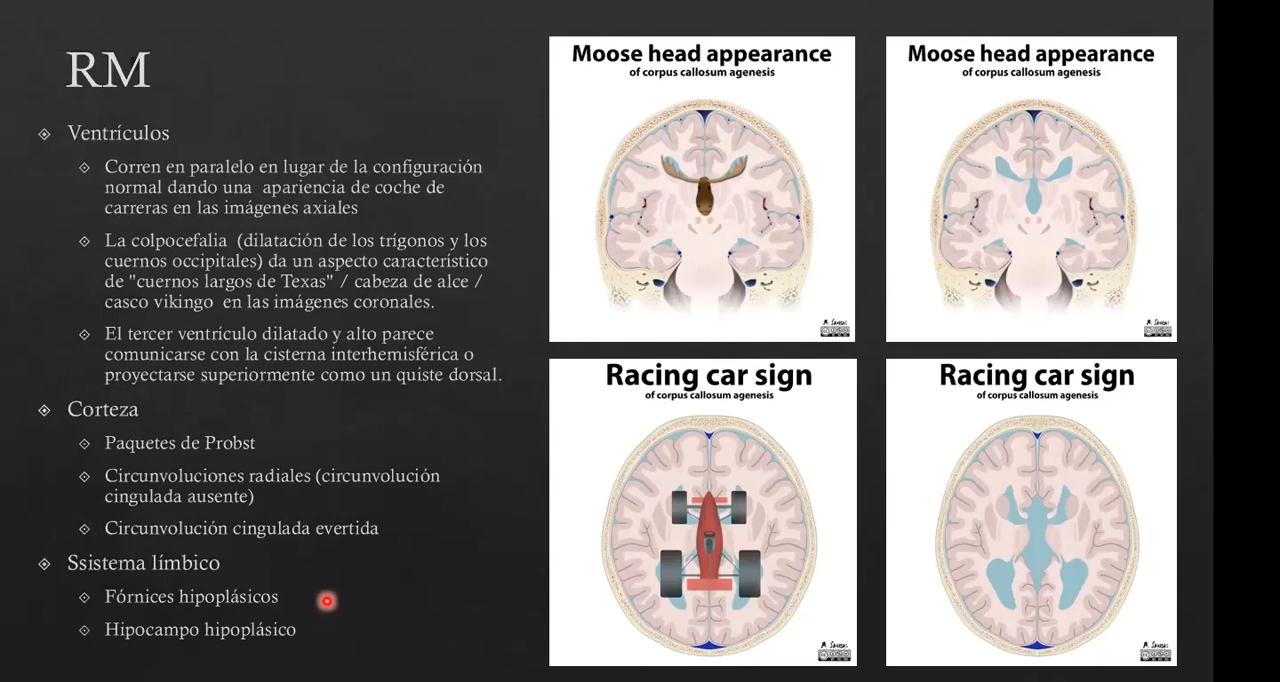 RM
Ventrículos
Corren en paralelo en lugar de la configuración
normal dando una apariencia de coche de
carreras en las imágenes axiales
La colpocefalia (dilatación de los trígonos y los
cuernos occipitales) da un aspecto característico
de "cuernos largos de Texas" / cabeza de alce /
casco vikingo en las imágenes coronales.
El tercer ventrículo dilatado y alto parece
comunicarse con la cisterna interhemisférica o
proyectarse superiormente como un quiste dorsal.
Corteza
Paquetes de Probst
Circunvoluciones radiales (circunvolución
cingulada ausente)
Circunvolución cingulada evertida
Ssistema límbico
Fórnices hipoplásicos
Hipocampo hipoplásico
Moose head appearance
of corpus callosum agenesis
Moose head appearance
of corpus callosum agenesis
Racing car sign
of corpus callosum agenesis
Racing car sign
of corpus callosum agenesis